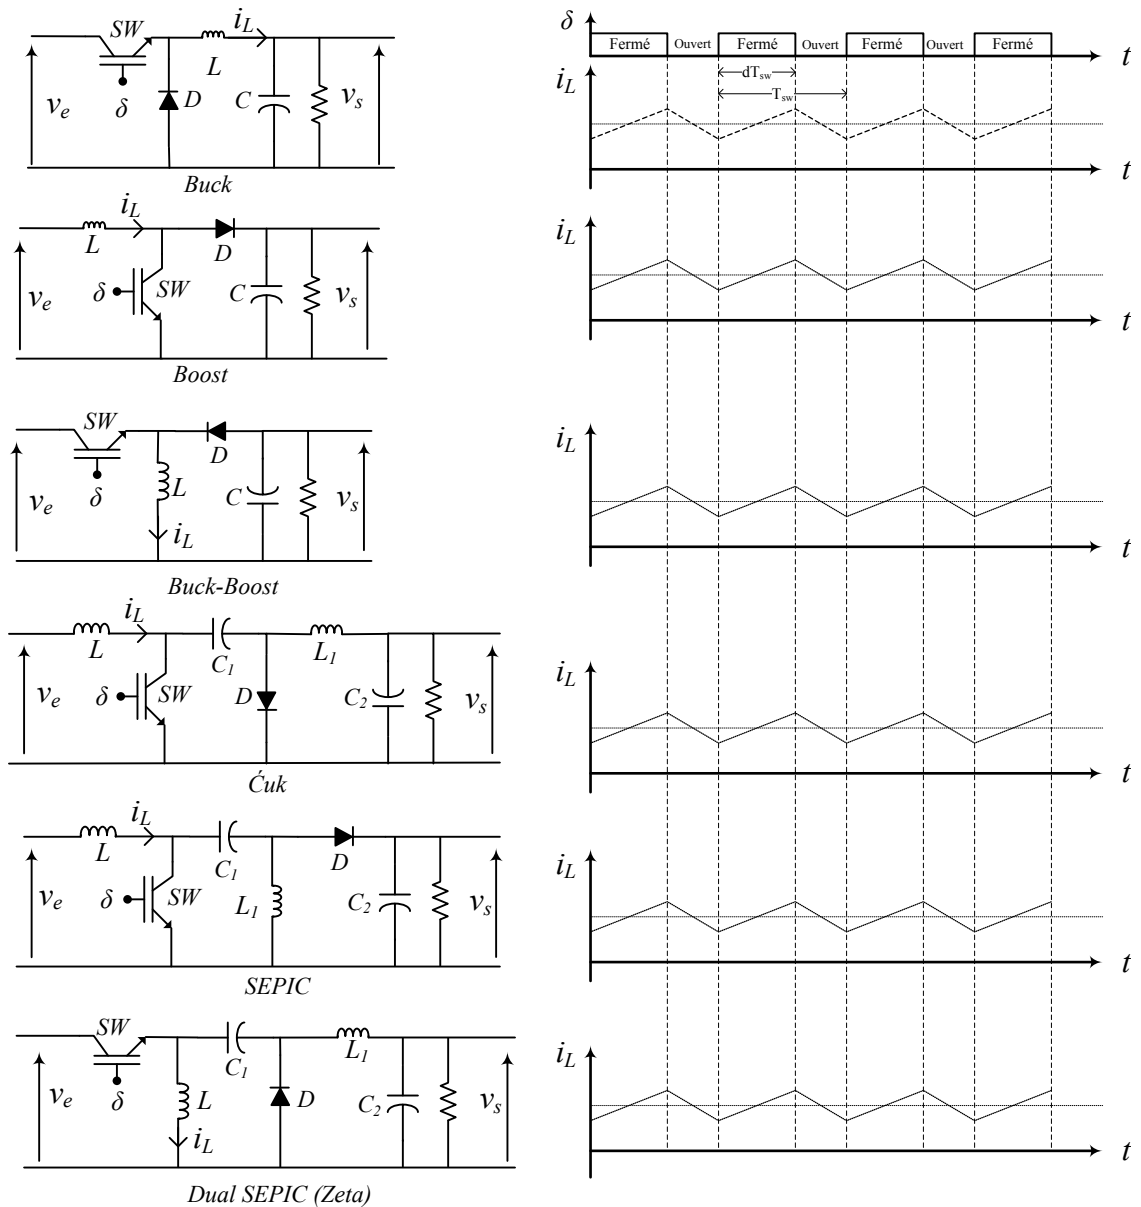 SW
i_L
L
D
C
v_e
δ
v_s
Buck
i_L
L
D
δ
SW
C
v_e
v_s
Boost
SW
D
δ
L
C
v_e
v_s
i_L
Buck-Boost
i_L
L
C_1
L_1
δ
SW
D
C_2
v_e
v_s
Ćuk
i_L
L
C_1
D
δ
SW
L_1
C_2
v_e
v_s
SEPIC
SW
C_1
L_1
δ
L
D
C_2
v_e
v_s
i_L
Dual SEPIC (Zeta)
δ
Fermé Ouvert Fermé Ouvert Fermé Ouvert Fermé
t
i_L
dT_sw
T_sw
t
i_L
t
i_L
t
i_L
t
i_L
t
i_L
t